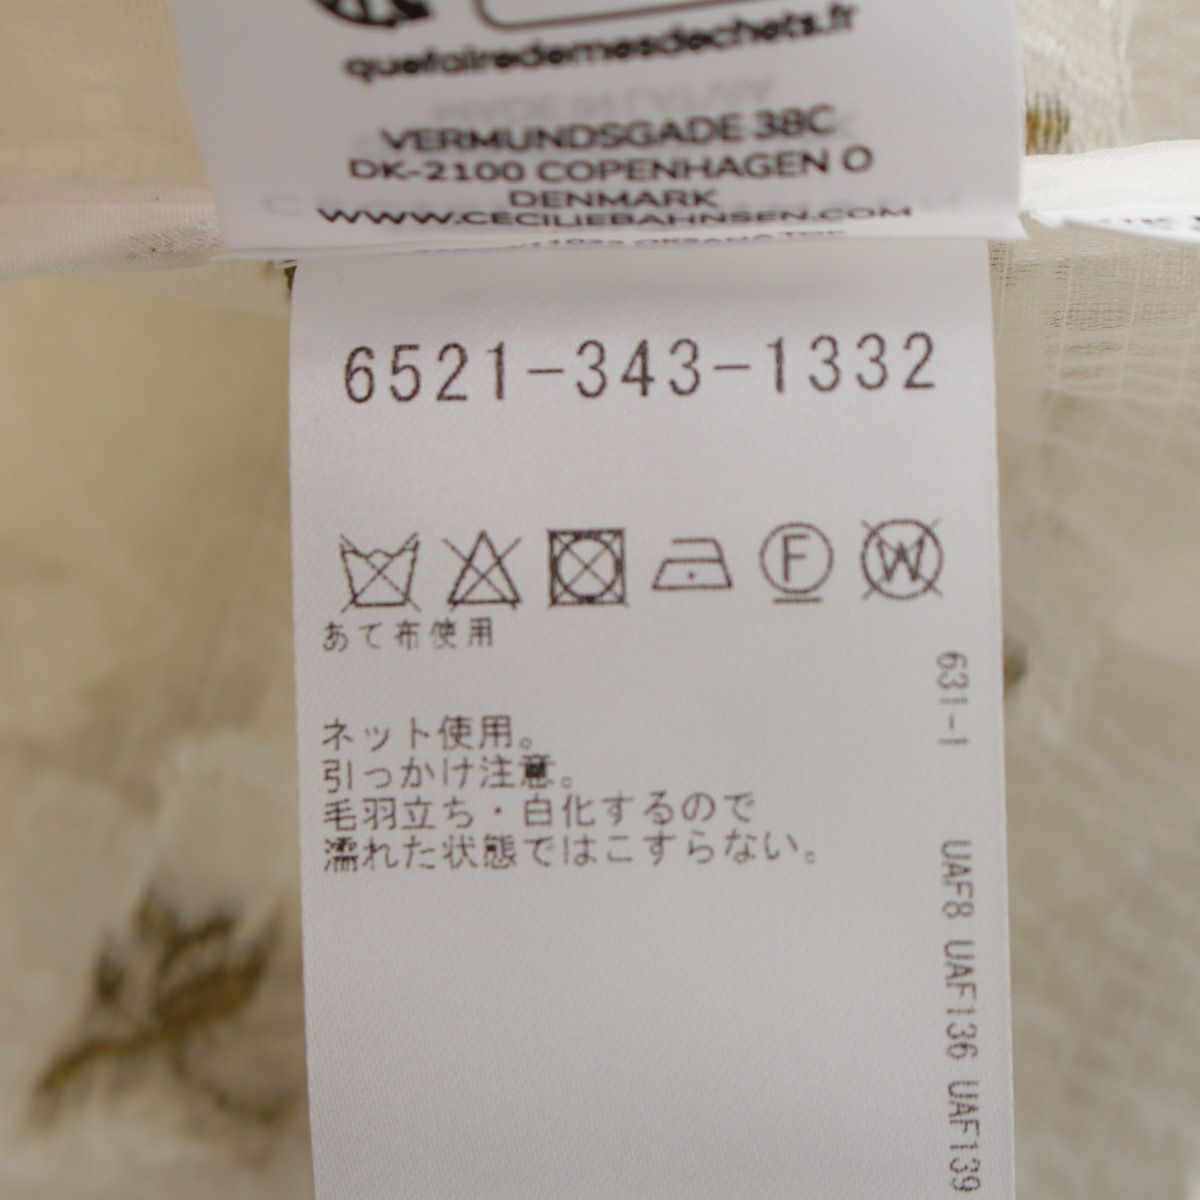 quefairedemesdechets.fr
VERMUNDSGADE 38C
DK-2100 COPENHAGEN O
DENMARK
WWW.CECILIEBAHNSEN.COM
6521-343-1332
F
W
あて布使用
ネット使用。
引っかけ注意。
毛羽立ち・白化するので
濡れた状態ではこすらない。
631-1
UAF8 UAF136 UAF139